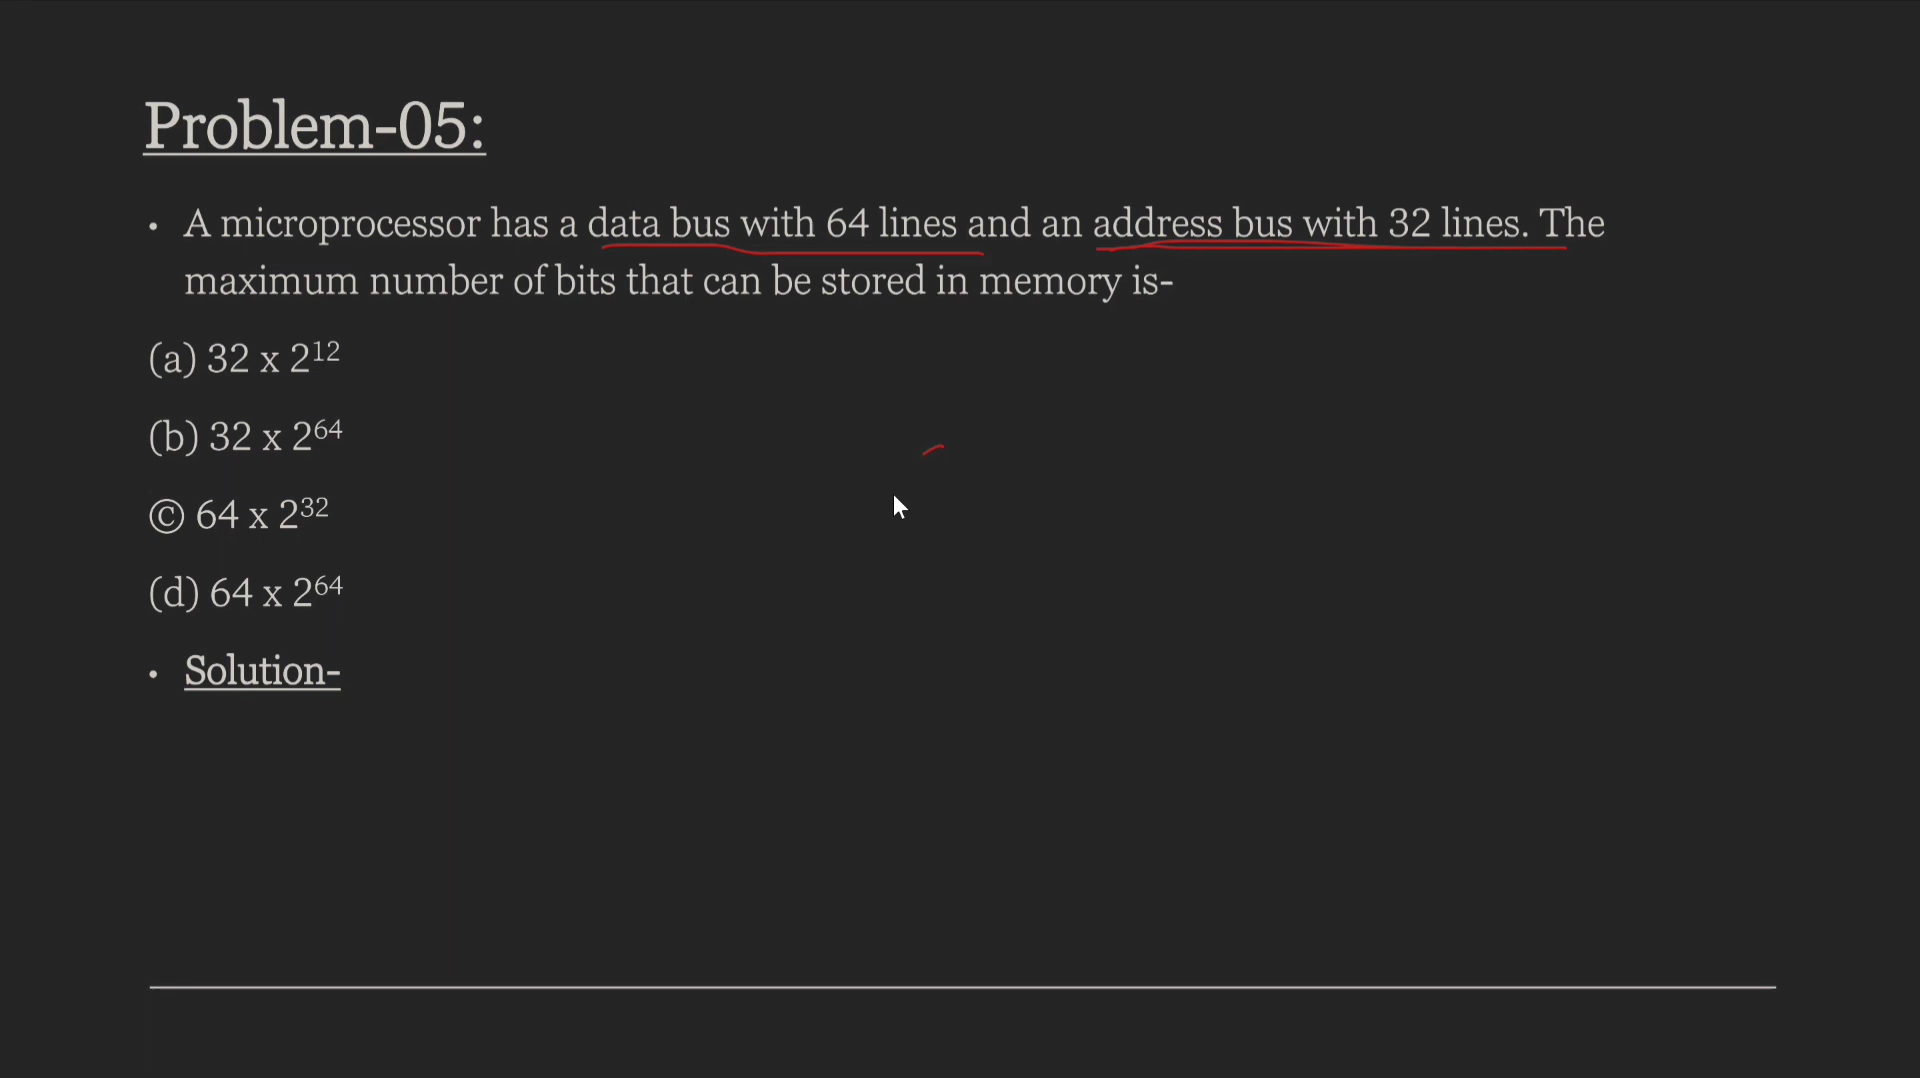 Problem-05:
• A microprocessor has a data bus with 64 lines and an address bus with 32 lines. The
maximum number of bits that can be stored in memory is-
(a) 32 x 2¹²
(b) 32 x 2⁶⁴
© 64 x 2³²
(d) 64 x 2⁶⁴
• Solution-